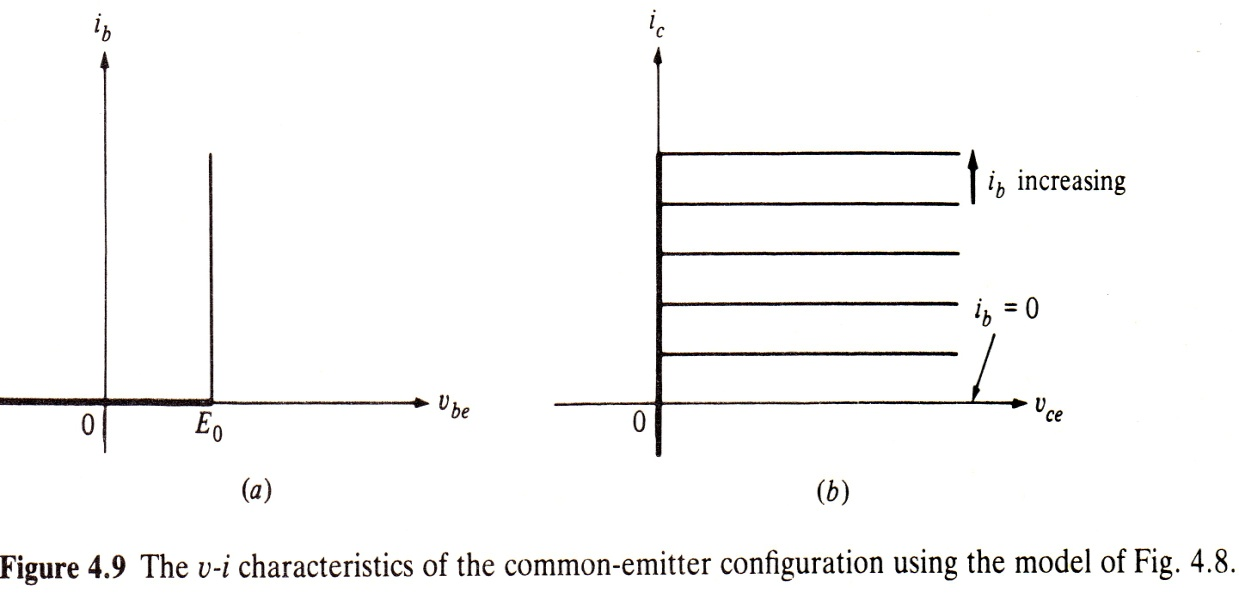 i_b
i_c
i_b increasing
i_b = 0
0
E_0
v_be
0
v_ce
(a)
(b)
Figure 4.9 The v-i characteristics of the common-emitter configuration using the model of Fig. 4.8.